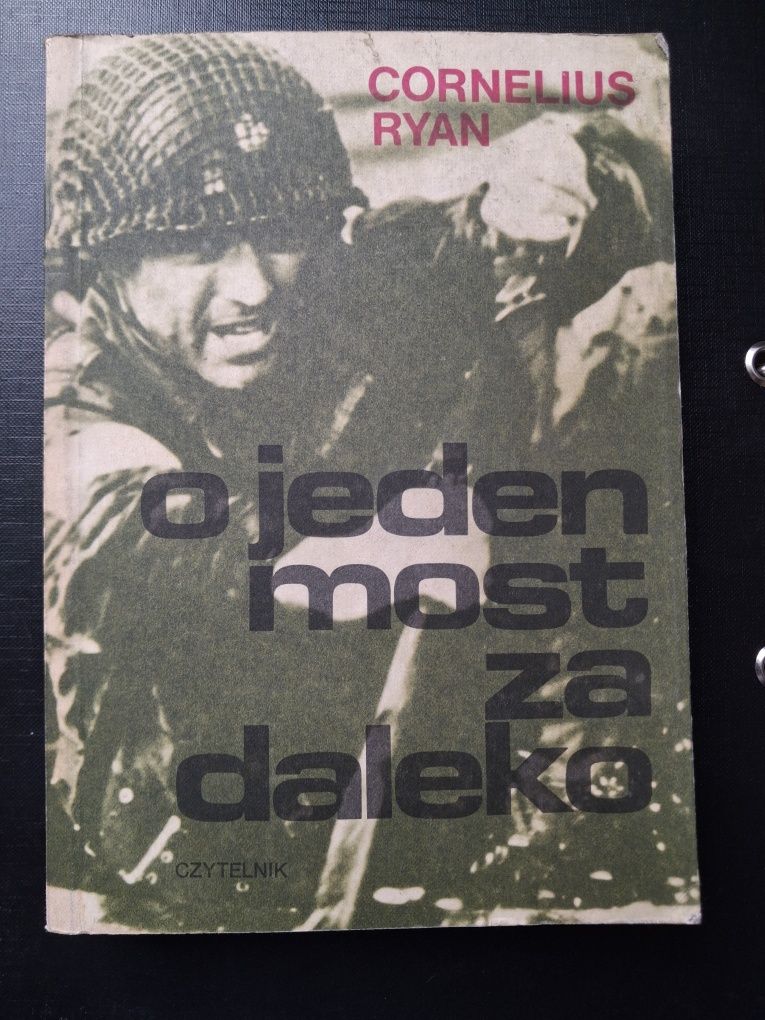 CORNELIUS
RYAN
o jeden
most
za
daleko
CZYTELNIK